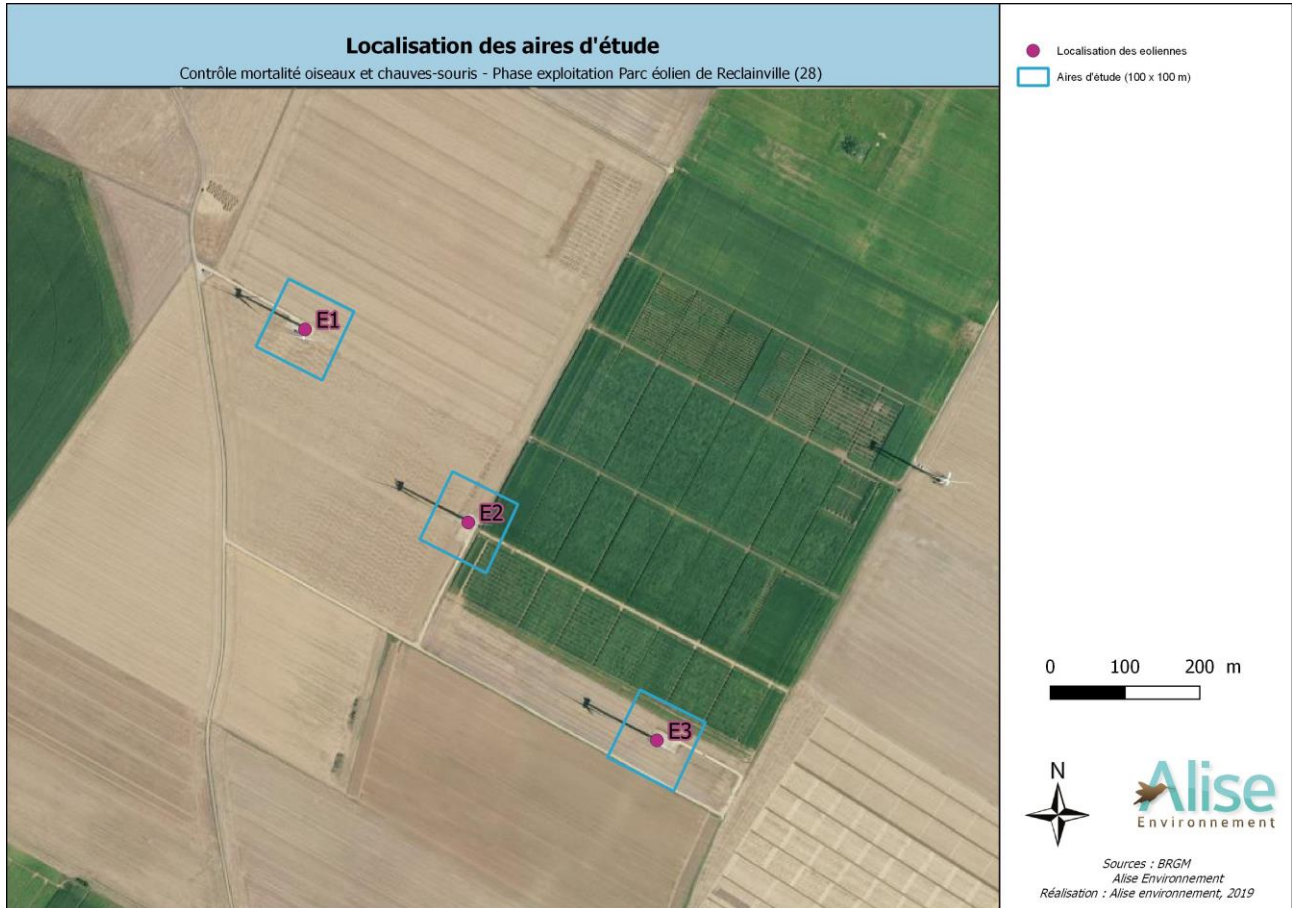 Localisation des aires d'étude
Contrôle mortalité oiseaux et chauves-souris - Phase exploitation Parc éolien de Reclainville (28)
Localisation des eoliennes
Aires d'étude (100 x 100 m)
E1
E2
E3
0 100 200 m
N
Alise
Environnement
Sources : BRGM
Alise Environnement
Réalisation : Alise environnement, 2019